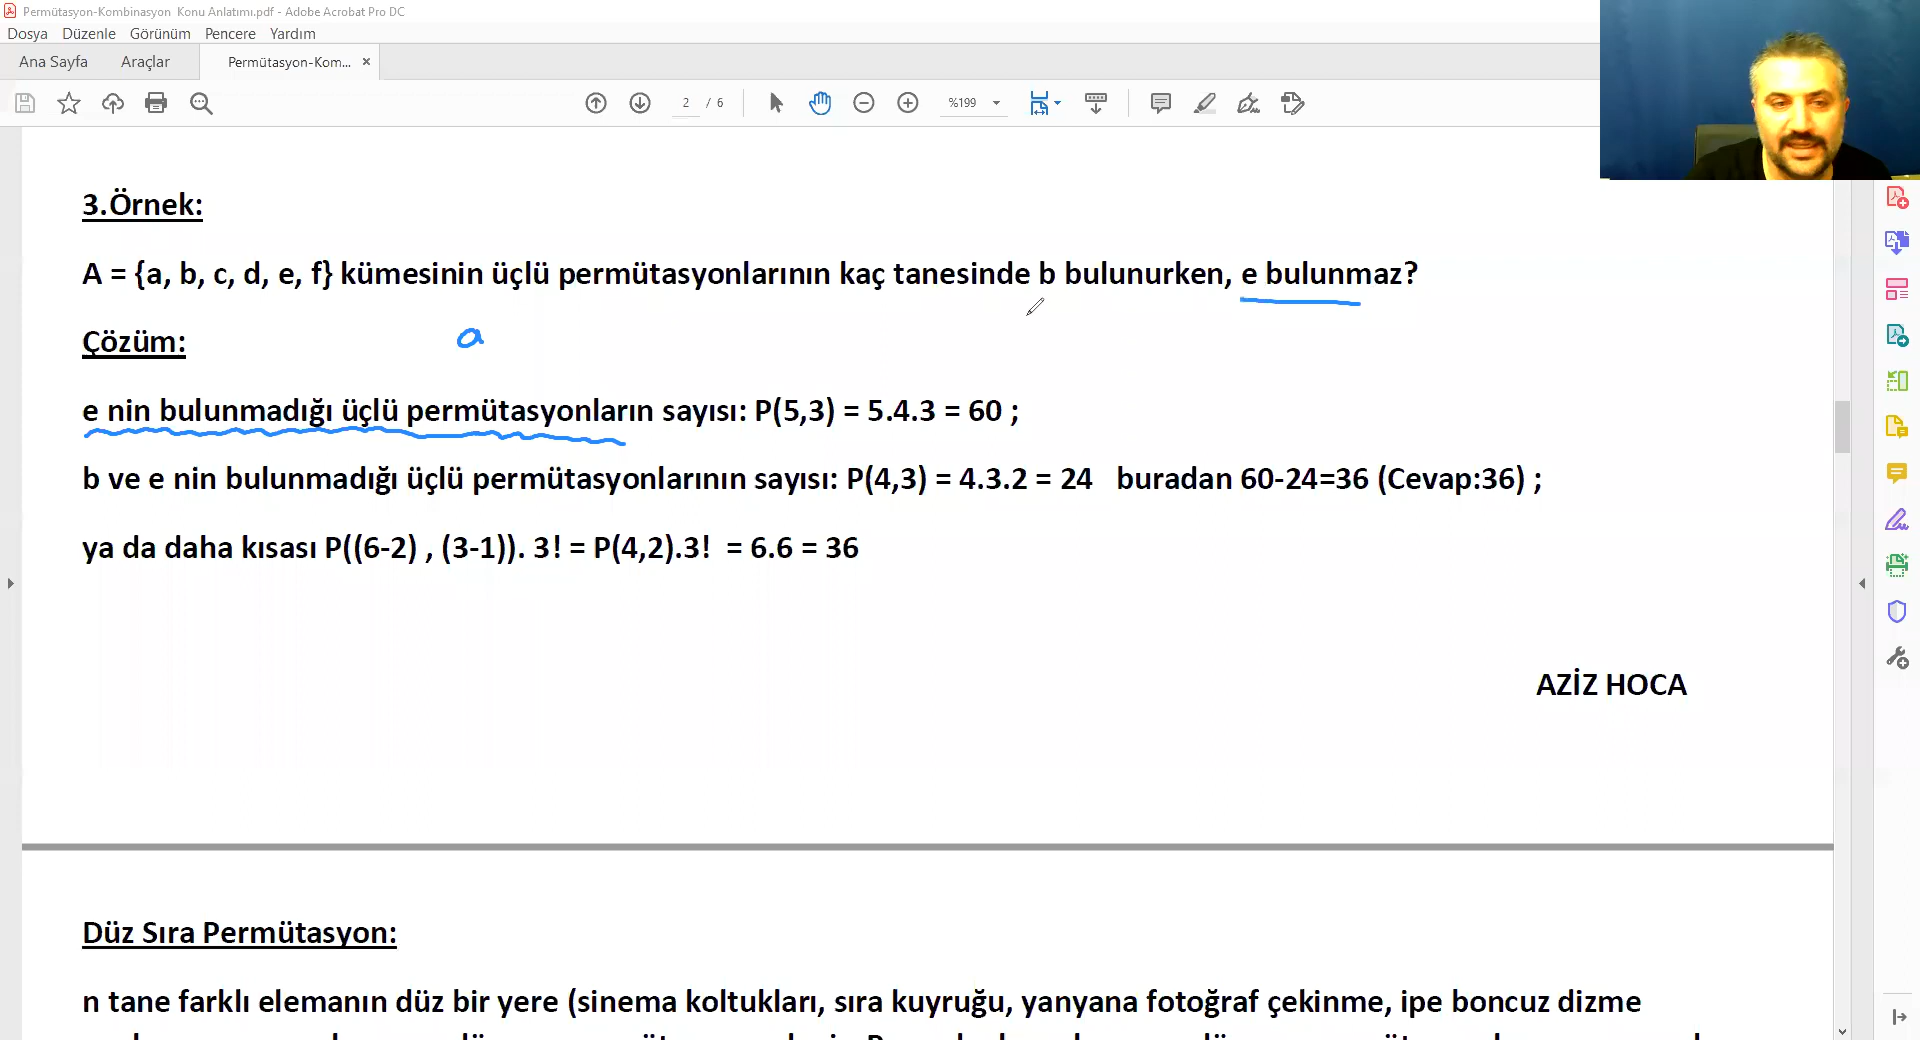 Permütasyon-Kombinasyon Konu Anlatımı.pdf - Adobe Acrobat Pro DC
Dosya Düzenle Görünüm Pencere Yardım
Ana Sayfa Araçlar Permütasyon-Kom... ×
2 / 6 %199
3.Örnek:
A = {a, b, c, d, e, f} kümesinin üçlü permütasyonlarının kaç tanesinde b bulunurken, e bulunmaz?
Çözüm:
a
e nin bulunmadığı üçlü permütasyonların sayısı: P(5,3) = 5.4.3 = 60 ;
b ve e nin bulunmadığı üçlü permütasyonlarının sayısı: P(4,3) = 4.3.2 = 24 buradan 60-24=36 (Cevap:36) ;
ya da daha kısası P((6-2) , (3-1)). 3! = P(4,2).3! = 6.6 = 36
AZİZ HOCA
Düz Sıra Permütasyon:
n tane farklı elemanın düz bir yere (sinema koltukları, sıra kuyruğu, yanyana fotoğraf çekinme, ipe boncuz dizme